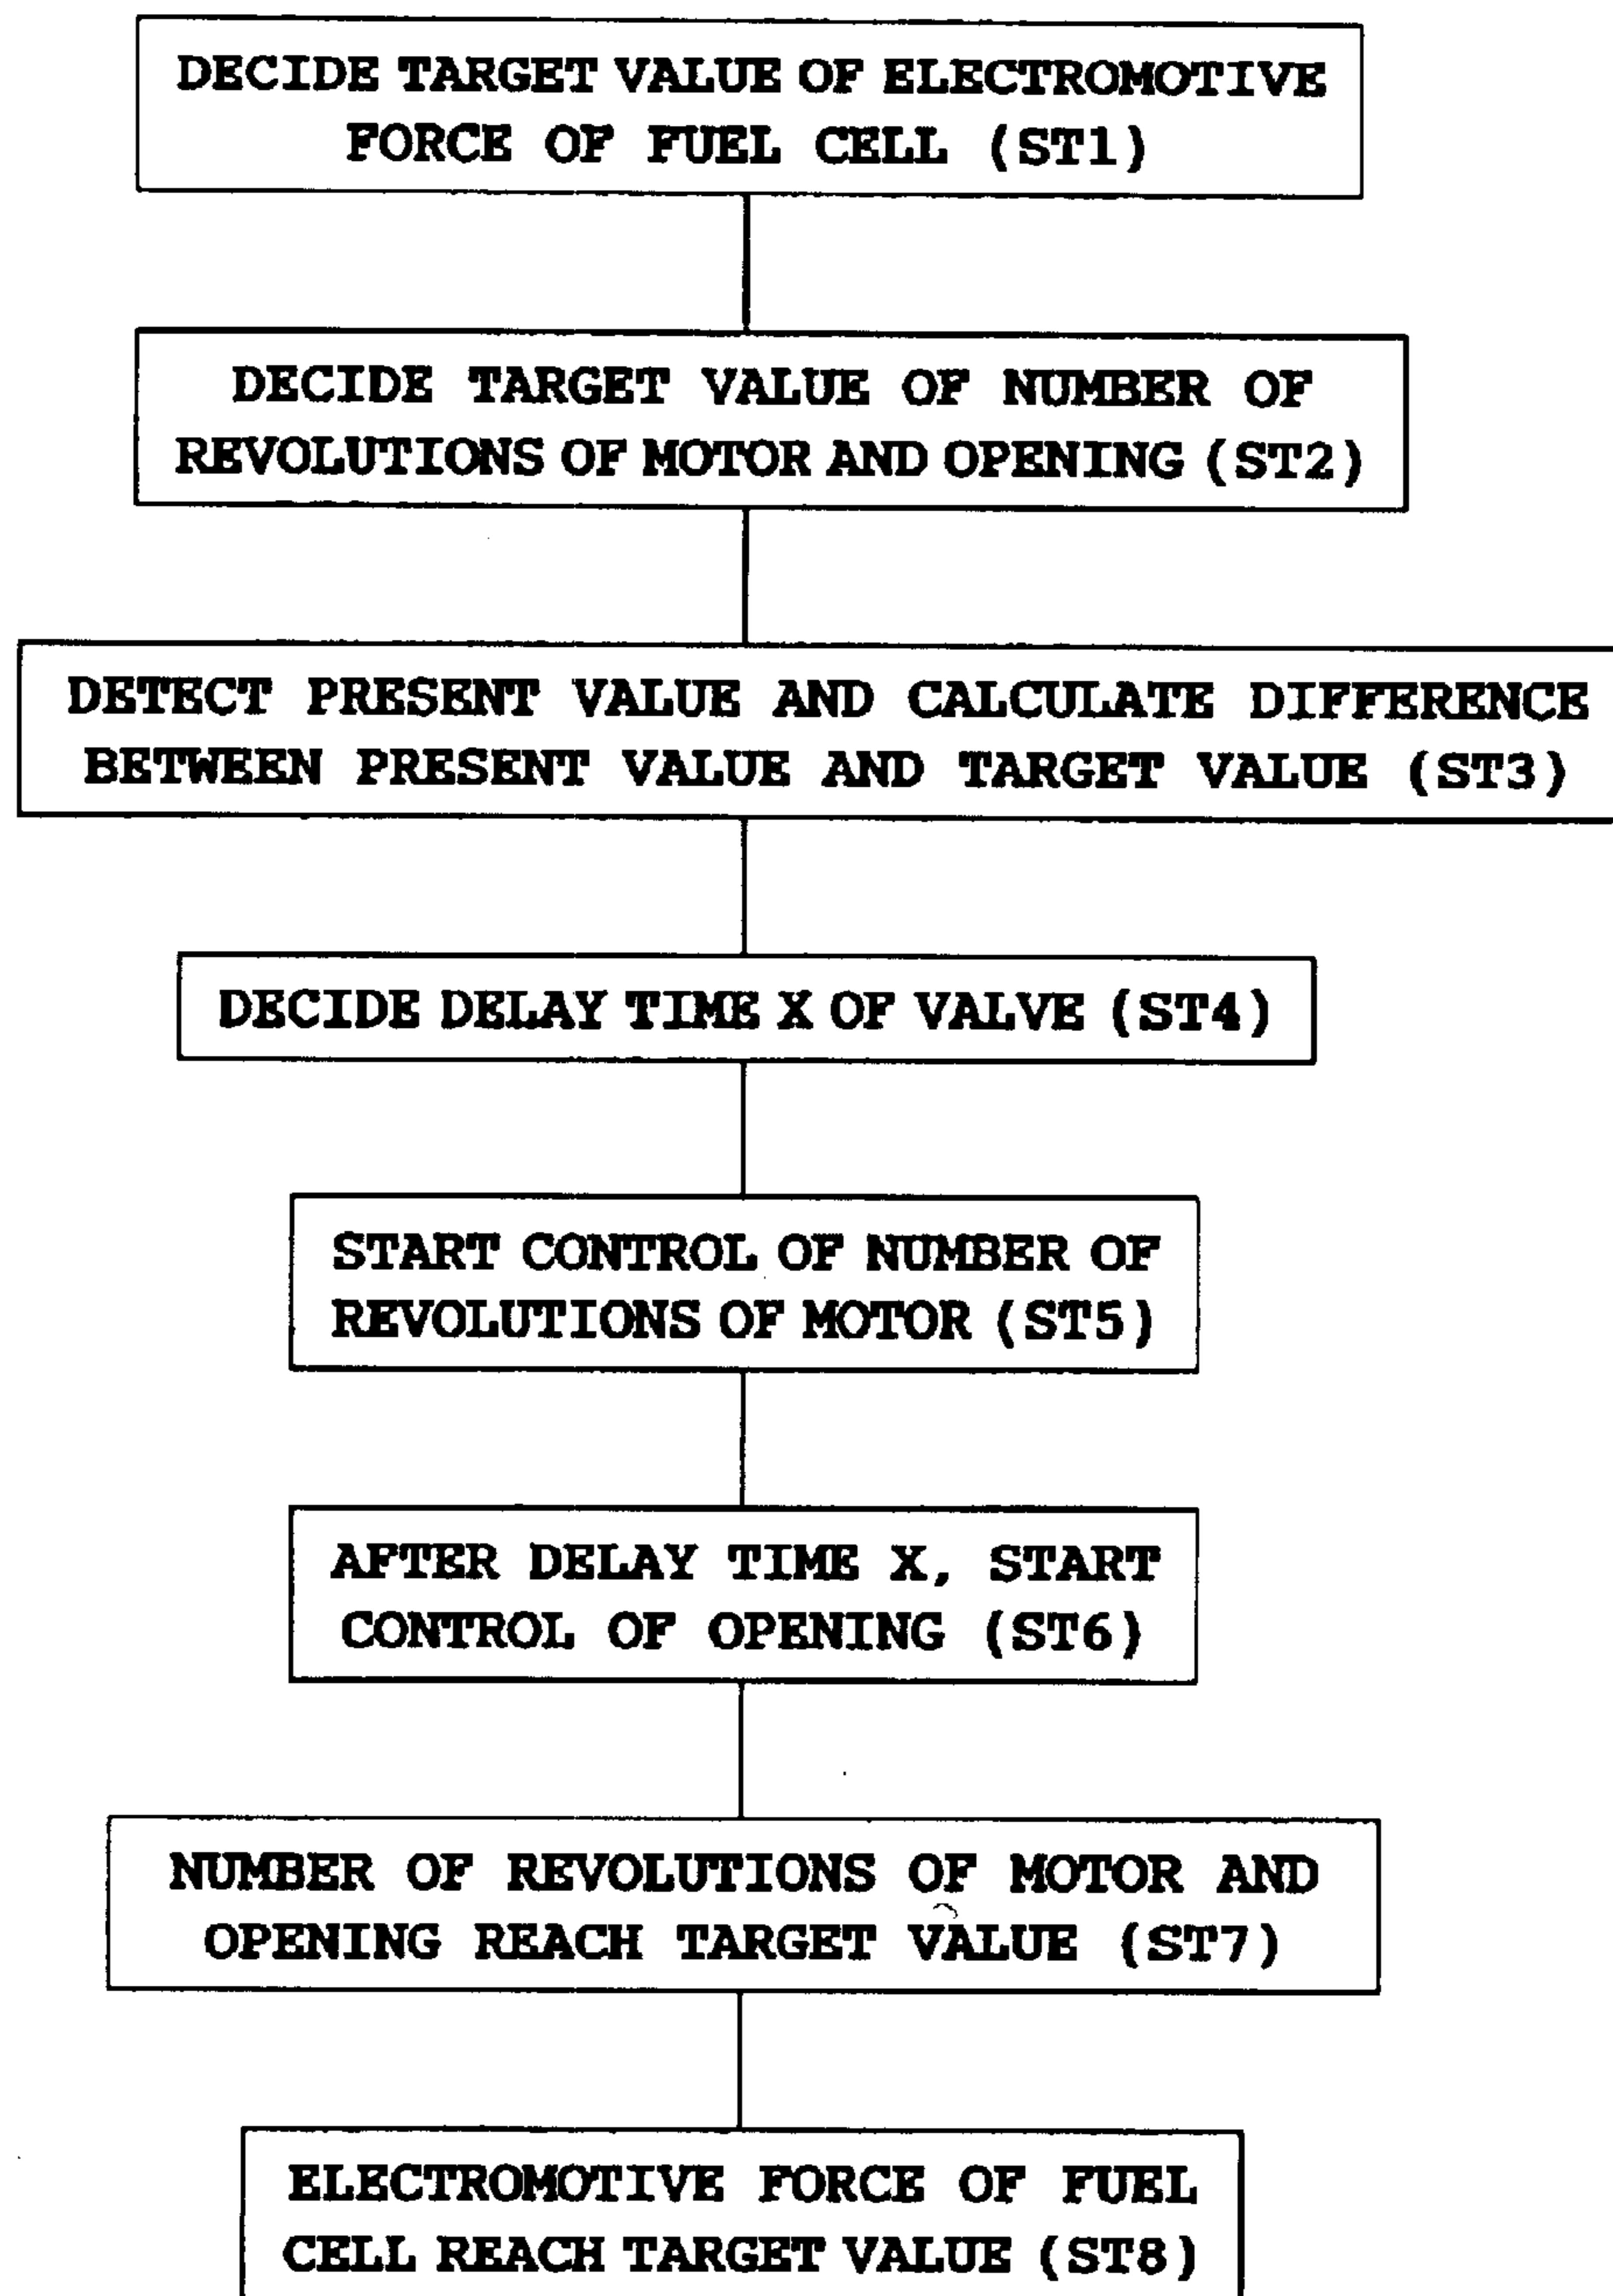 DECIDE TARGET VALUE OF ELECTROMOTIVE
FORCE OF FUEL CELL (ST1)
DECIDE TARGET VALUE OF NUMBER OF
REVOLUTIONS OF MOTOR AND OPENING (ST2)
DETECT PRESENT VALUE AND CALCULATE DIFFERENCE
BETWEEN PRESENT VALUE AND TARGET VALUE (ST3)
DECIDE DELAY TIME X OF VALVE (ST4)
START CONTROL OF NUMBER OF
REVOLUTIONS OF MOTOR (ST5)
AFTER DELAY TIME X, START
CONTROL OF OPENING (ST6)
NUMBER OF REVOLUTIONS OF MOTOR AND
OPENING REACH TARGET VALUE (ST7)
ELECTROMOTIVE FORCE OF FUEL
CELL REACH TARGET VALUE (ST8)